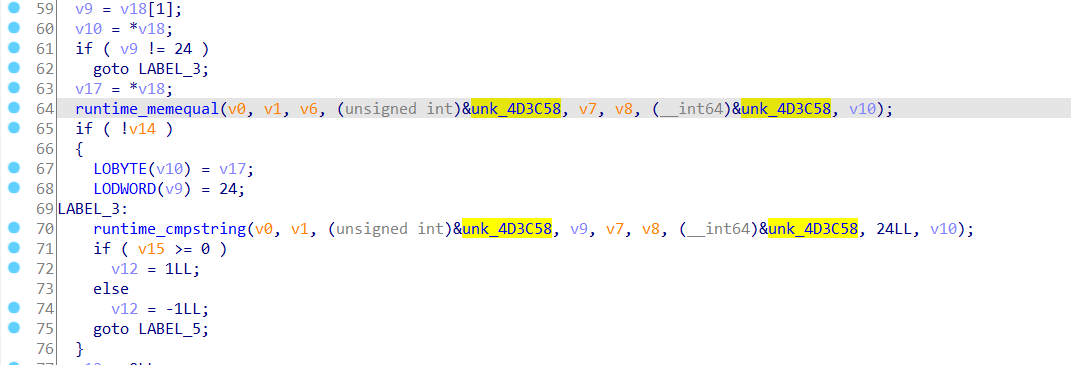 59 v9 = v18[1];
60 v10 = *v18;
61 if ( v9 != 24 )
62 goto LABEL_3;
63 v17 = *v18;
64 runtime_memequal(v0, v1, v6, (unsigned int)&unk_4D3C58, v7, v8, (__int64)&unk_4D3C58, v10);
65 if ( !v14 )
66 {
67 LOBYTE(v10) = v17;
68 LODWORD(v9) = 24;
69 LABEL_3:
70 runtime_cmpstring(v0, v1, (unsigned int)&unk_4D3C58, v9, v7, v8, (__int64)&unk_4D3C58, 24LL, v10);
71 if ( v15 >= 0 )
72 v12 = 1LL;
73 else
74 v12 = -1LL;
75 goto LABEL_5;
76 }